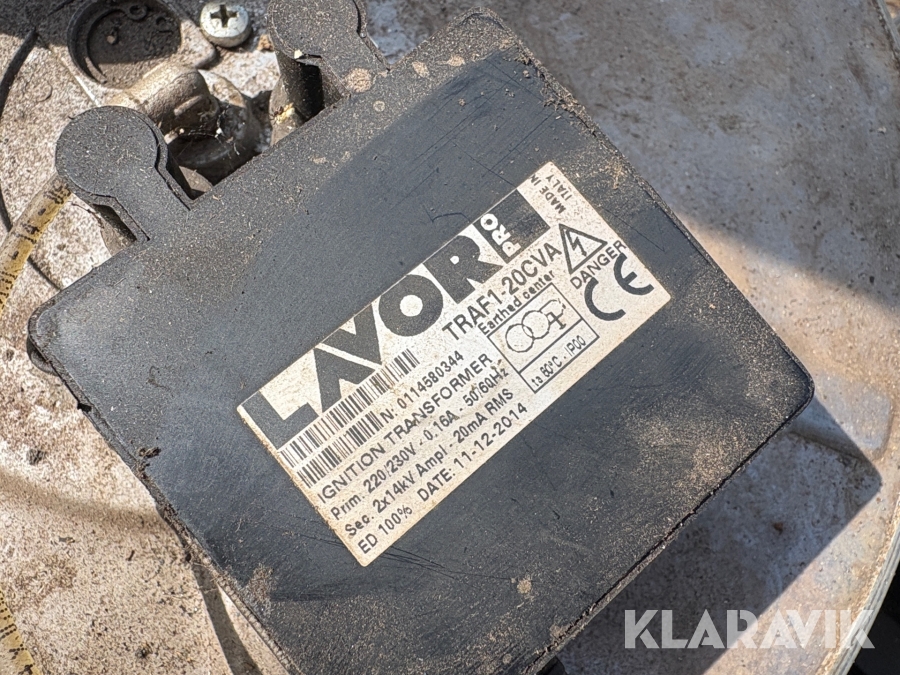 LAVOR PRO
MADE IN ITALY
N. 0114580344
TRAF1-20CVA
IGNITION TRANSFORMER
Earthed center
Prim. 220/230V - 0.16A - 50/60Hz
Sec. 2x14kV Ampl. 20mA RMS
ED 100% DATE: 11-12-2014
ta 60°C - IP00
DANGER
CE
KLARAVIK